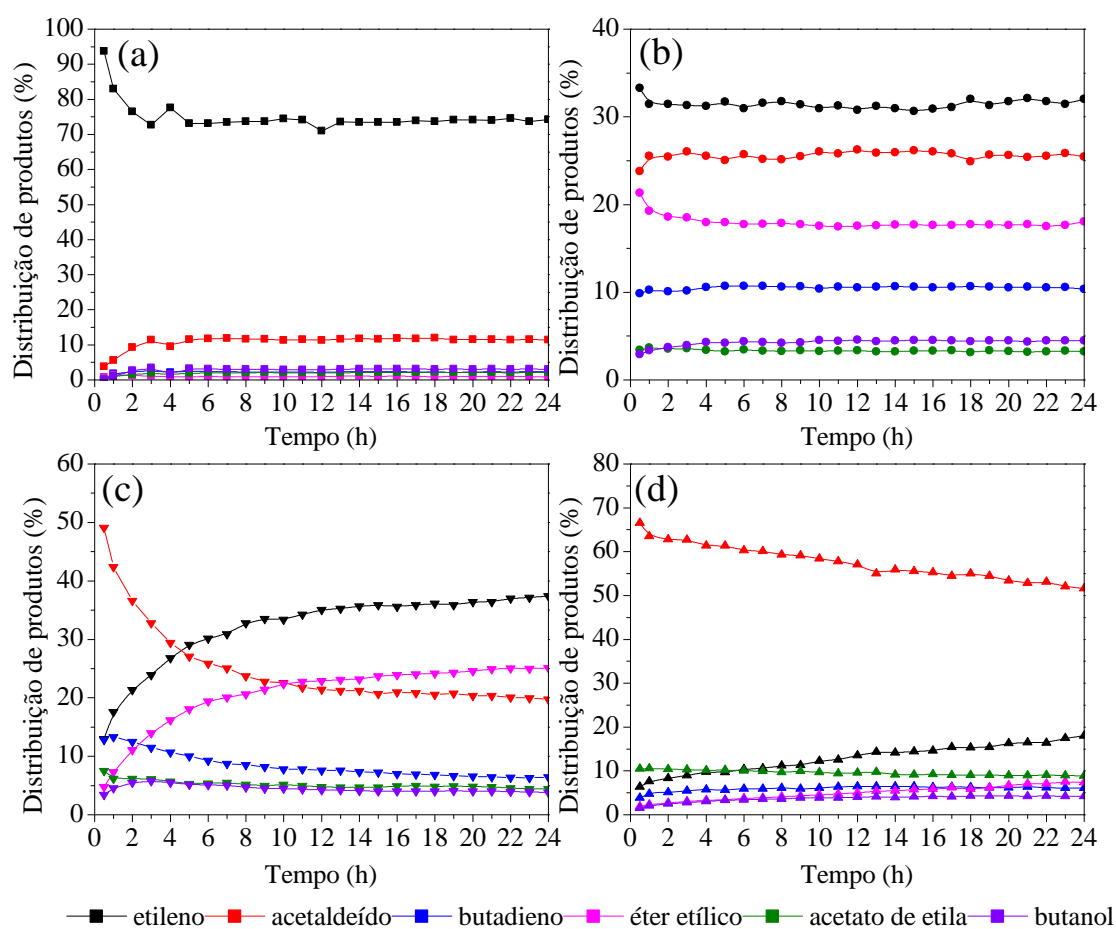 (a)
Distribuição de produtos (%)
100
90
80
70
60
50
40
30
20
10
0
0 2 4 6 8 10 12 14 16 18 20 22 24
Tempo (h)
(b)
Distribuição de produtos (%)
40
30
20
10
0
0 2 4 6 8 10 12 14 16 18 20 22 24
Tempo (h)
(c)
Distribuição de produtos (%)
60
50
40
30
20
10
0
0 2 4 6 8 10 12 14 16 18 20 22 24
Tempo (h)
(d)
Distribuição de produtos (%)
80
70
60
50
40
30
20
10
0
0 2 4 6 8 10 12 14 16 18 20 22 24
Tempo (h)
etileno acetaldeído butadieno éter etílico acetato de etila butanol